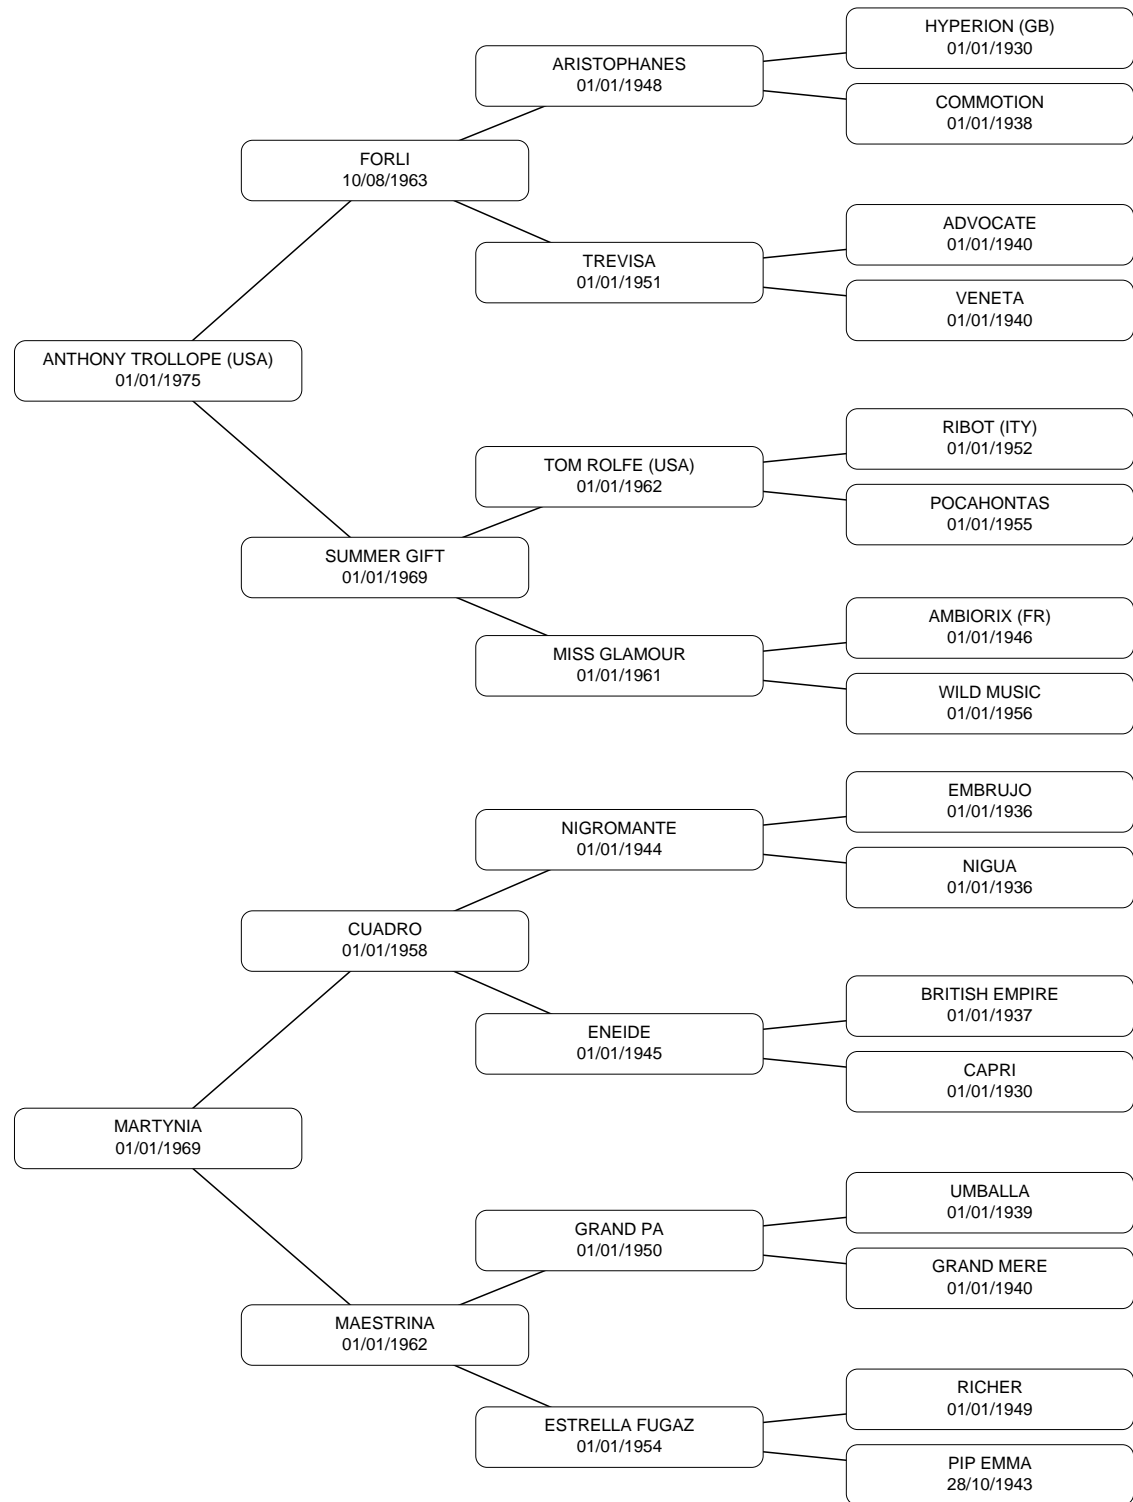 HYPERION (GB)
01/01/1930
ARISTOPHANES
01/01/1948
COMMOTION
01/01/1938
FORLI
10/08/1963
ADVOCATE
01/01/1940
TREVISA
01/01/1951
VENETA
01/01/1940
ANTHONY TROLLOPE (USA)
01/01/1975
RIBOT (ITY)
01/01/1952
TOM ROLFE (USA)
01/01/1962
POCAHONTAS
01/01/1955
SUMMER GIFT
01/01/1969
AMBIORIX (FR)
01/01/1946
MISS GLAMOUR
01/01/1961
WILD MUSIC
01/01/1956
EMBRUJO
01/01/1936
NIGROMANTE
01/01/1944
NIGUA
01/01/1936
CUADRO
01/01/1958
BRITISH EMPIRE
01/01/1937
ENEIDE
01/01/1945
CAPRI
01/01/1930
MARTYNIA
01/01/1969
UMBALLA
01/01/1939
GRAND PA
01/01/1950
GRAND MERE
01/01/1940
MAESTRINA
01/01/1962
RICHER
01/01/1949
ESTRELLA FUGAZ
01/01/1954
PIP EMMA
28/10/1943